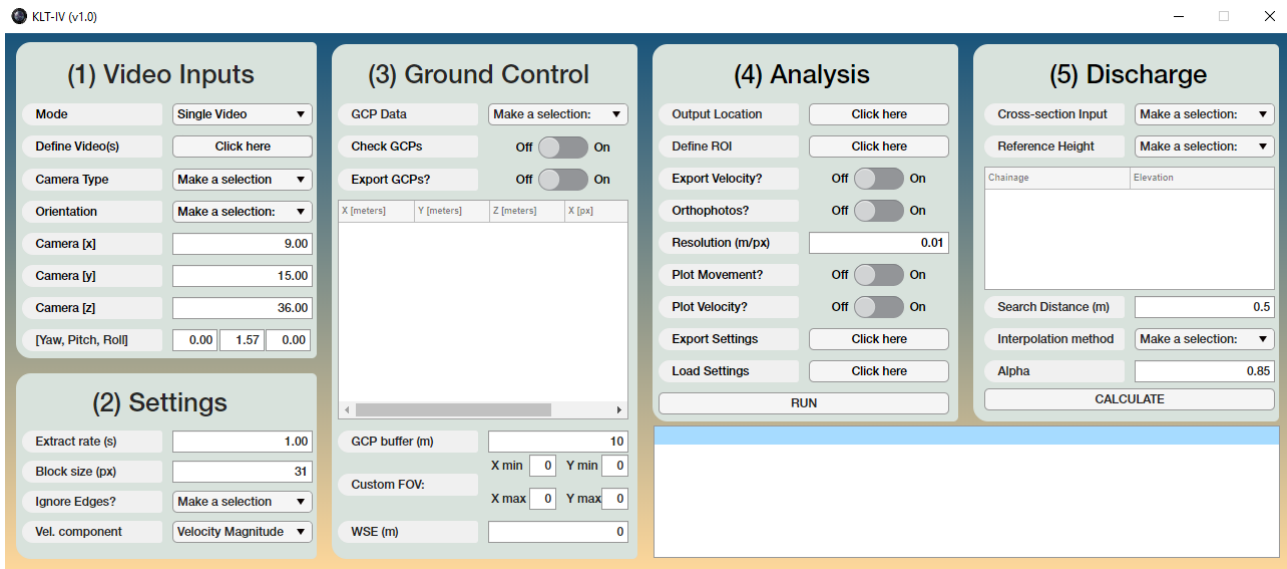 KLT-IV (v1.0)
(1) Video Inputs
Mode Single Video
Define Video(s) Click here
Camera Type Make a selection
Orientation Make a selection:
Camera [x] 9.00
Camera [y] 15.00
Camera [z] 36.00
[Yaw, Pitch, Roll] 0.00 1.57 0.00
(2) Settings
Extract rate (s) 1.00
Block size (px) 31
Ignore Edges? Make a selection
Vel. component Velocity Magnitude
(3) Ground Control
GCP Data Make a selection:
Check GCPs Off On
Export GCPs? Off On
X [meters] Y [meters] Z [meters] X [px]
GCP buffer (m) 10
Custom FOV:
X min 0 Y min 0
X max 0 Y max 0
WSE (m) 0
(4) Analysis
Output Location Click here
Define ROI Click here
Export Velocity? Off On
Orthophotos? Off On
Resolution (m/px) 0.01
Plot Movement? Off On
Plot Velocity? Off On
Export Settings Click here
Load Settings Click here
RUN
(5) Discharge
Cross-section Input Make a selection:
Reference Height Make a selection:
Chainage Elevation
Search Distance (m) 0.5
Interpolation method Make a selection:
Alpha 0.85
CALCULATE